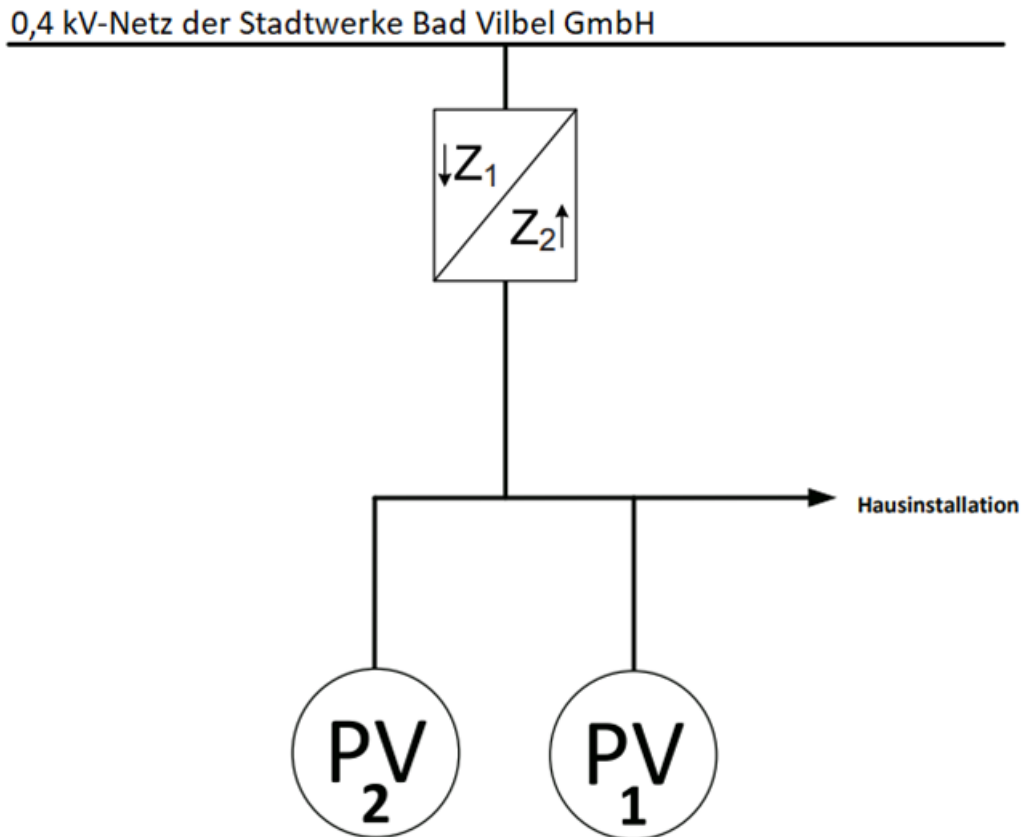 0,4 kV-Netz der Stadtwerke Bad Vilbel GmbH
↓Z₁
Z₂↑
Hausinstallation
PV
2
PV
1